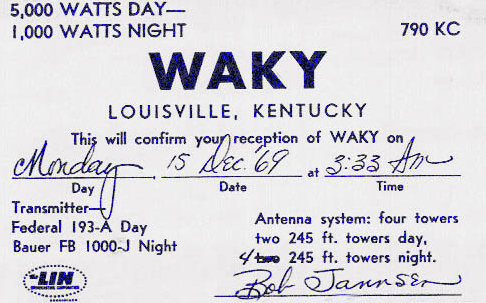 5,000 WATTS DAY—
1,000 WATTS NIGHT
790 KC
WAKY
LOUISVILLE, KENTUCKY
This will confirm your reception of WAKY on
Monday, 15 Dec. '69 at 3:33 Am
Day Date Time
Transmitter—
Federal 193-A Day
Bauer FB 1000-J Night
Antenna system: four towers
two 245 ft. towers day,
4 two 245 ft. towers night.
LIN
Bob Jannsen